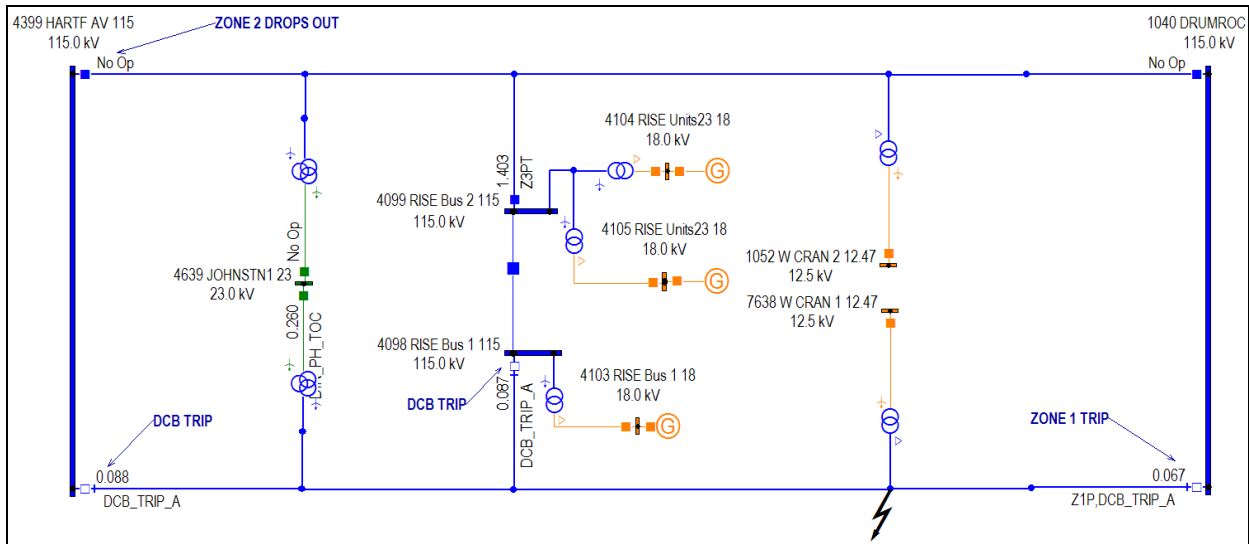 4399 HARTF AV 115
115.0 kV
ZONE 2 DROPS OUT
No Op
1040 DRUMROC
115.0 kV
No Op
4104 RISE Units23 18
18.0 kV
G
1.403
Z3PT
4099 RISE Bus 2 115
115.0 kV
4105 RISE Units23 18
18.0 kV
G
No Op
4639 JOHNSTN1 23
23.0 kV
1052 W CRAN 2 12.47
12.5 kV
7638 W CRAN 1 12.47
12.5 kV
0.260
PH_TOC
4098 RISE Bus 1 115
115.0 kV
4103 RISE Bus 1 18
18.0 kV
G
DCB TRIP
0.087
DCB_TRIP_A
DCB TRIP
ZONE 1 TRIP
0.088
DCB_TRIP_A
0.067
Z1P,DCB_TRIP_A